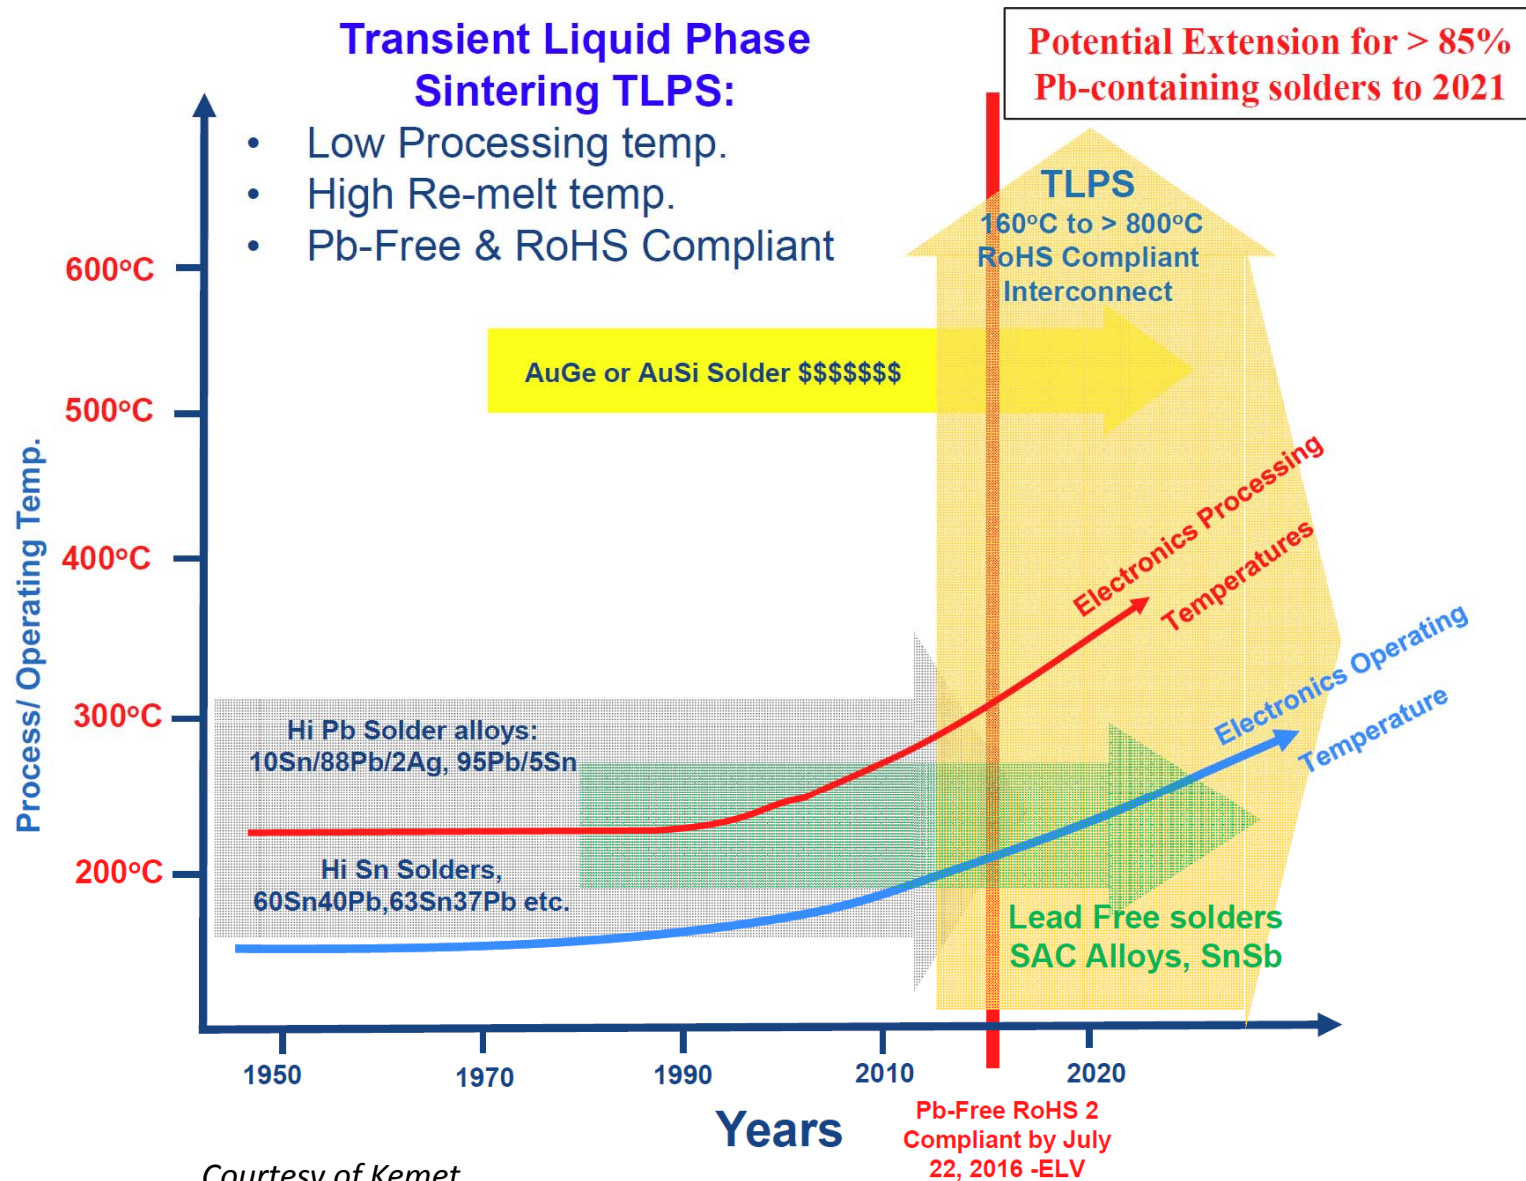 Transient Liquid Phase
Sintering TLPS:
• Low Processing temp.
• High Re-melt temp.
• Pb-Free & RoHS Compliant
Potential Extension for > 85%
Pb-containing solders to 2021
TLPS
160°C to > 800°C
RoHS Compliant
Interconnect
600°C
500°C
400°C
300°C
200°C
Process/ Operating Temp.
AuGe or AuSi Solder $$$$$$$
Electronics Processing
Temperatures
Electronics Operating
Temperature
Hi Pb Solder alloys:
10Sn/88Pb/2Ag, 95Pb/5Sn
Hi Sn Solders,
60Sn40Pb,63Sn37Pb etc.
Lead Free solders
SAC Alloys, SnSb
1950
1970
1990
2010
2020
Years
Pb-Free RoHS 2
Compliant by July
22, 2016 -ELV
Courtesy of Kemet